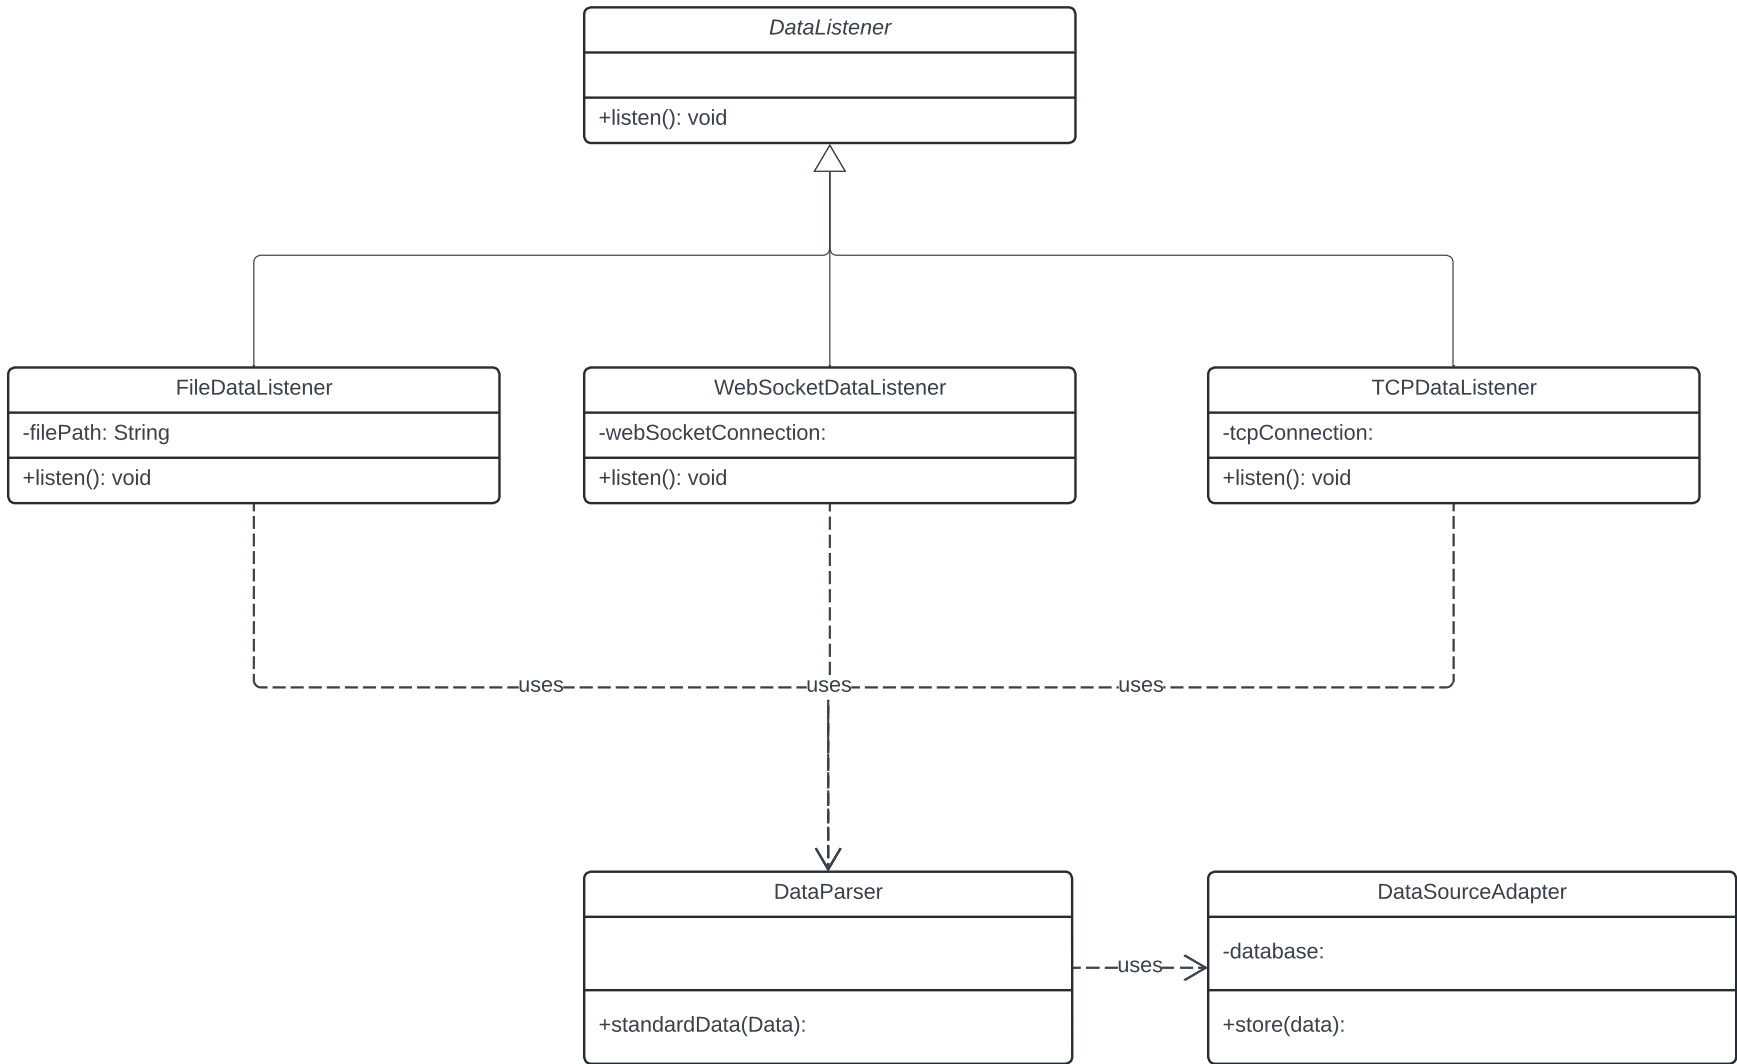 DataListener
+listen(): void
FileDataListener
-filePath: String
+listen(): void
WebSocketDataListener
-webSocketConnection:
+listen(): void
TCPDataListener
-tcpConnection:
+listen(): void
uses
uses
uses
DataParser
+standardData(Data):
uses
DataSourceAdapter
-database:
+store(data):